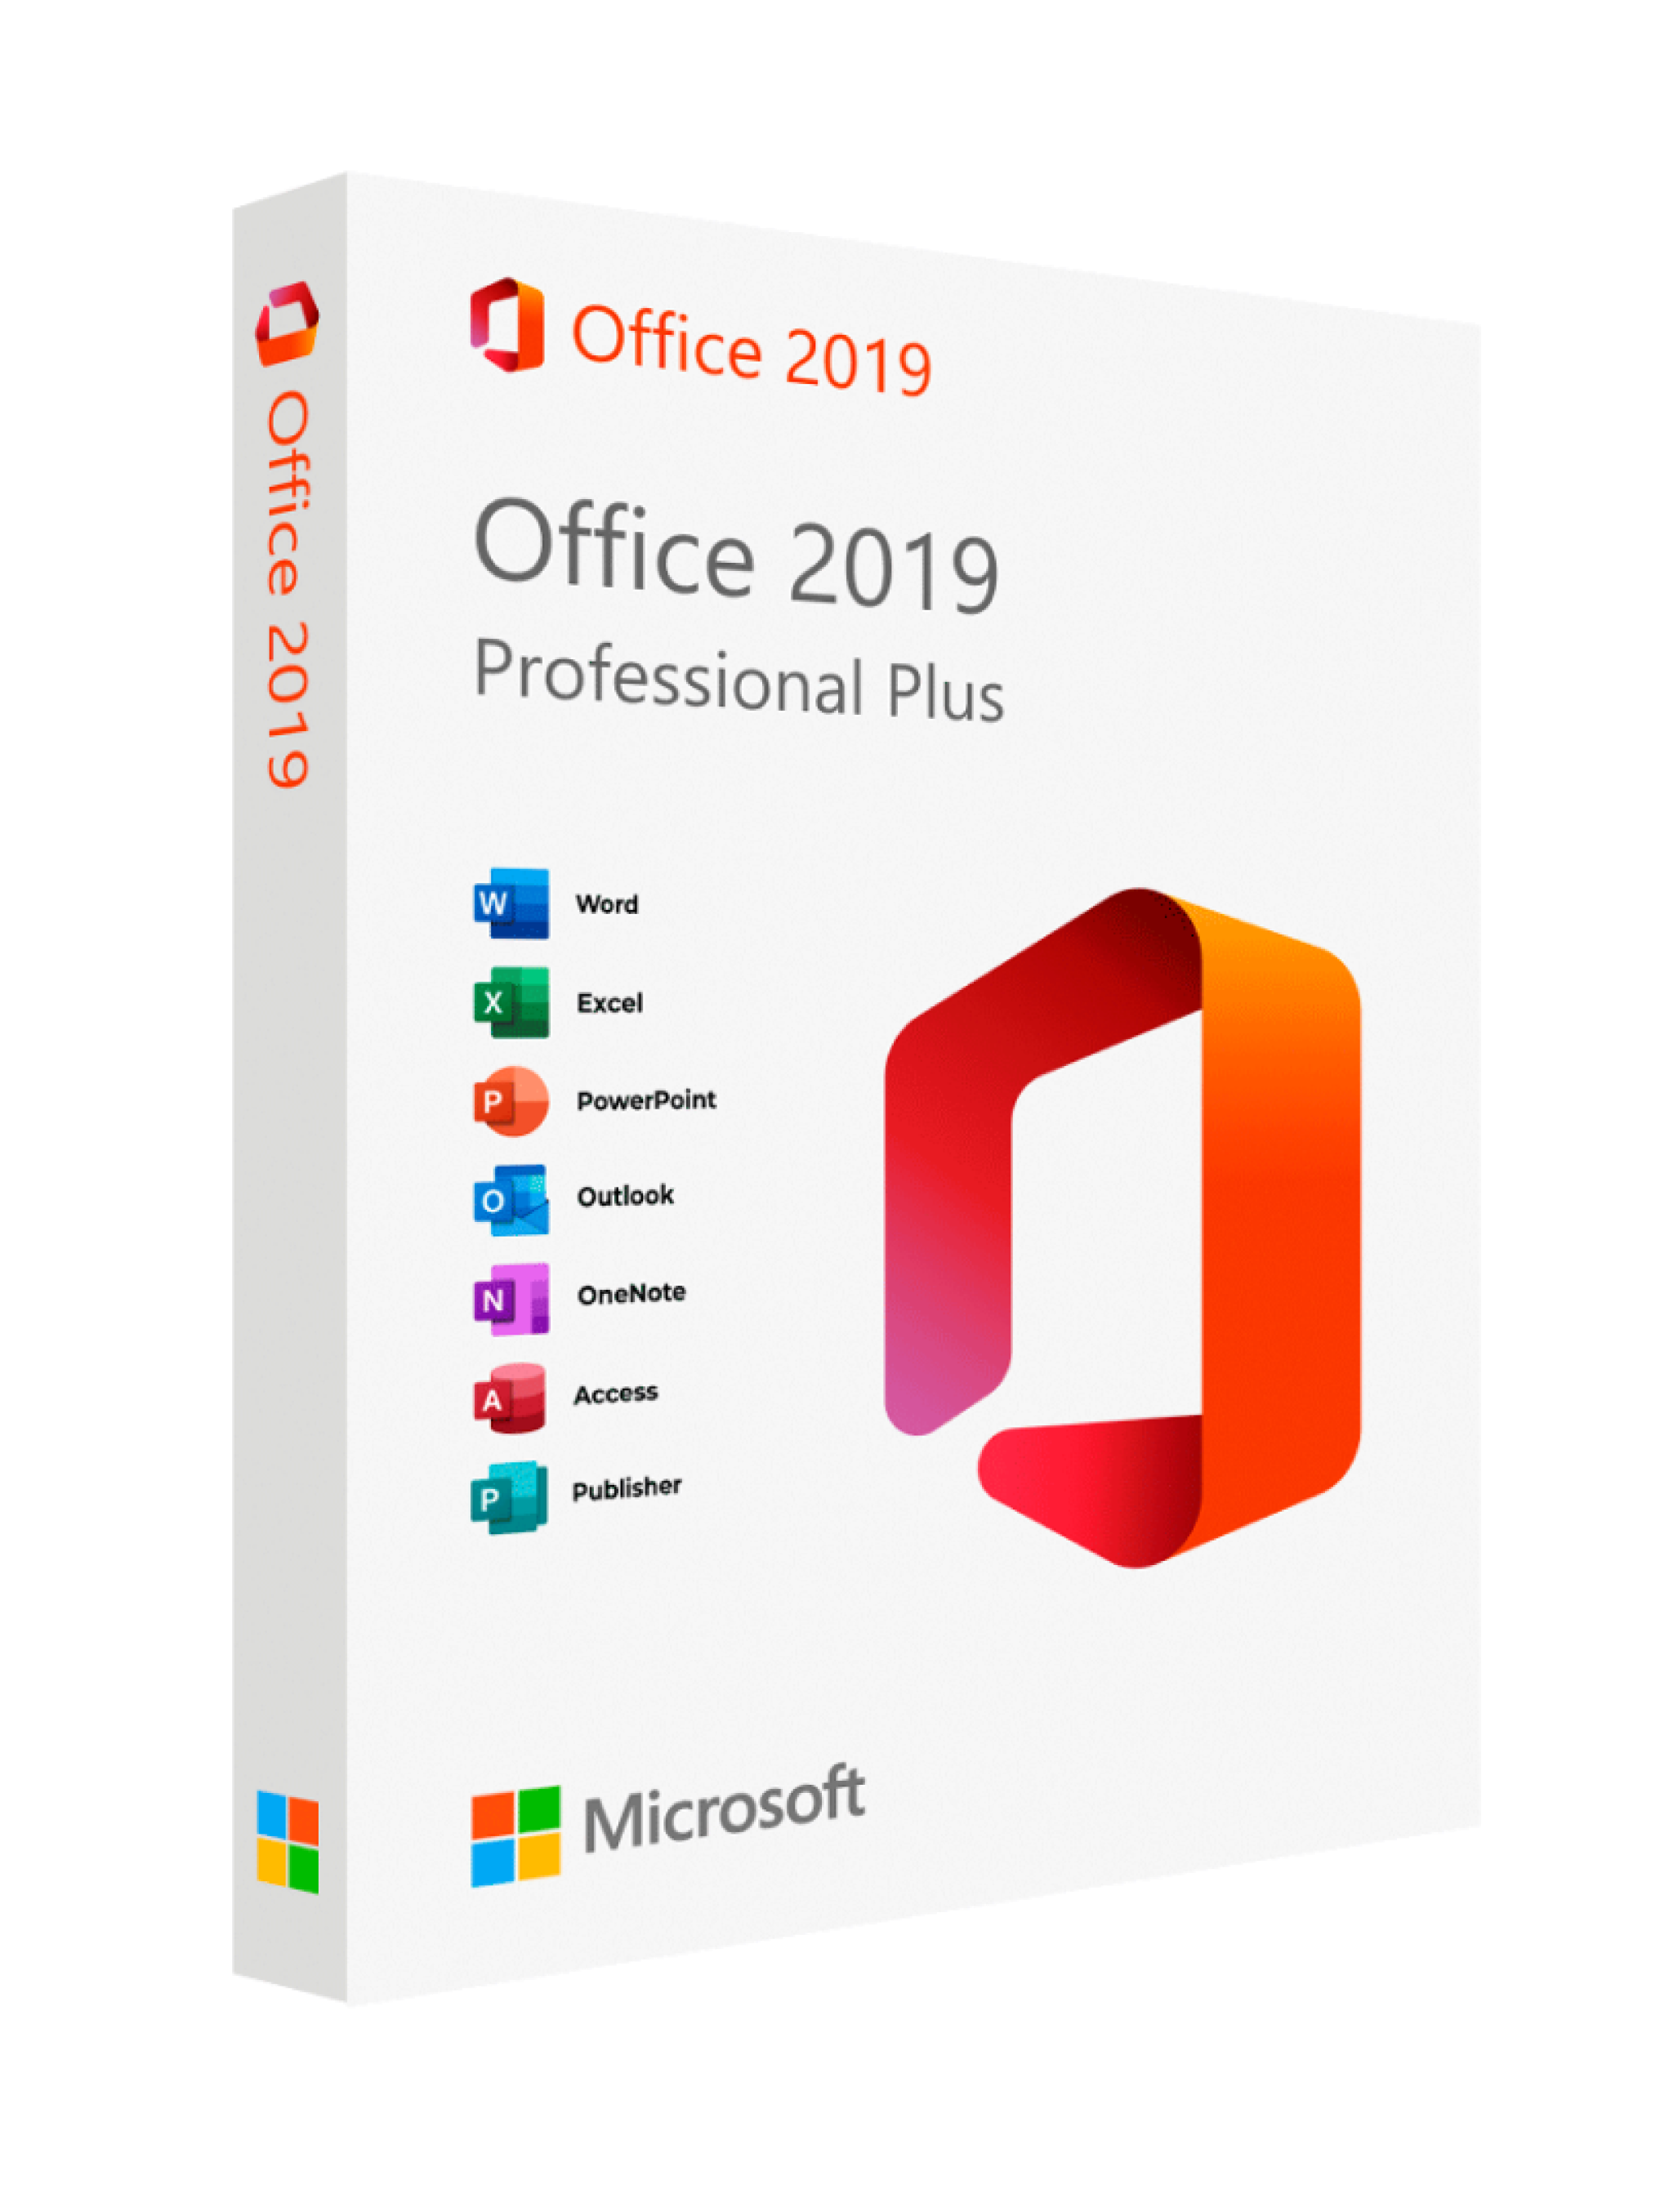 Office 2019
Office 2019
Office 2019
Professional Plus
W Word
X Excel
P PowerPoint
O Outlook
N OneNote
A Access
P Publisher
Microsoft